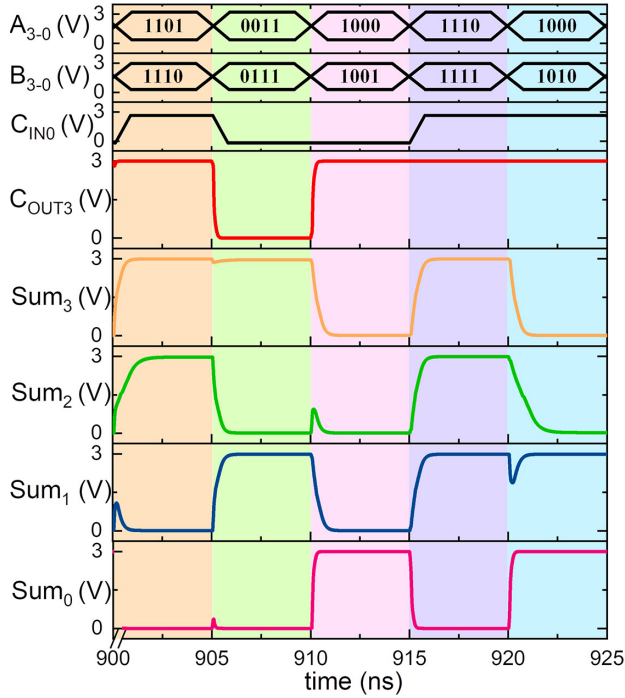 A3-0 (V) 3 0 1101 0011 1000 1110 1000
B3-0 (V) 3 0 1110 0111 1001 1111 1010
CIN0 (V) 3 0
COUT3 (V) 3 0
Sum3 (V) 3 0
Sum2 (V) 3 0
Sum1 (V) 3 0
Sum0 (V) 3 0
900 905 910 915 920 925
time (ns)